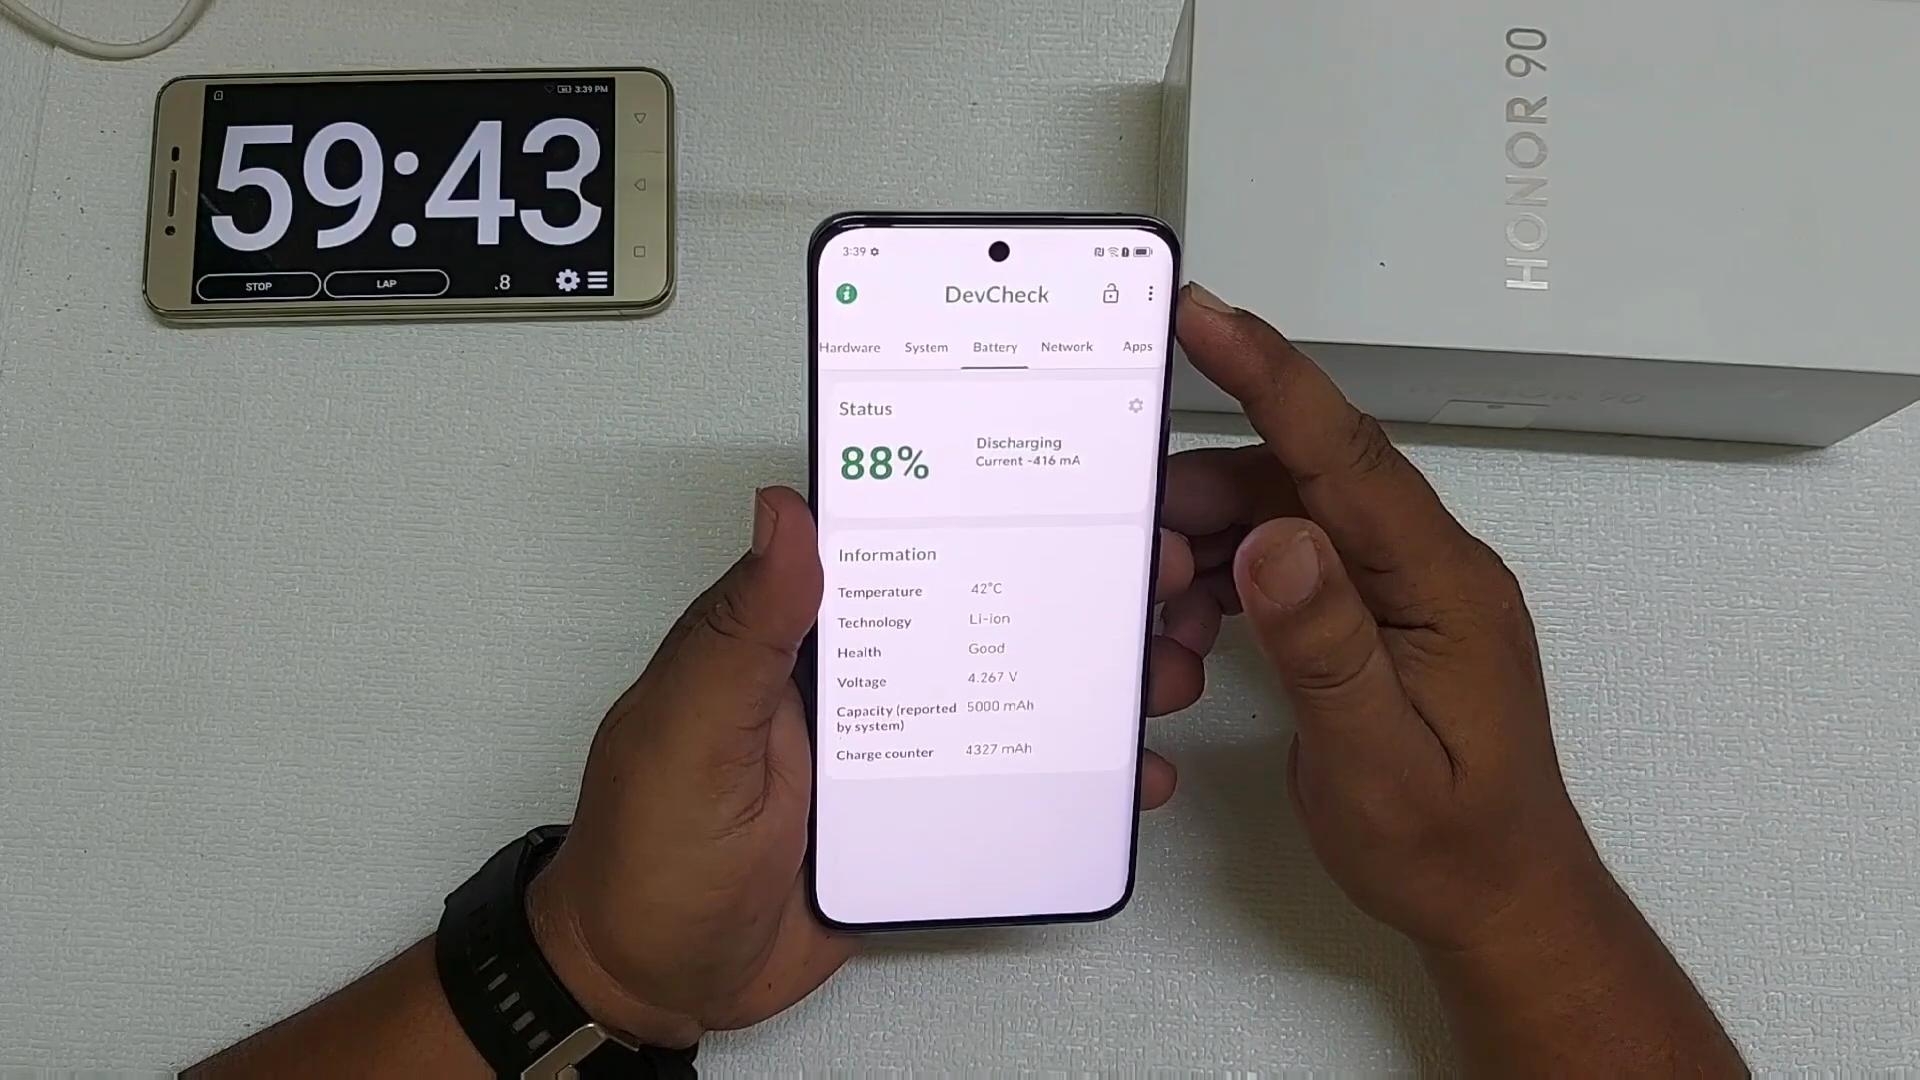 3:39 PM
59:43
STOP
LAP
.8
HONOR 90
3:39
DevCheck
Hardware
System
Battery
Network
Apps
Status
88%
Discharging
Current -416 mA
Information
Temperature 42°C
Technology Li-ion
Health Good
Voltage 4.267 V
Capacity (reported by system) 5000 mAh
Charge counter 4327 mAh
HONOR 90